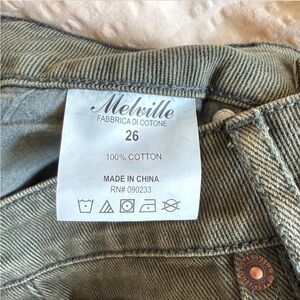 Melville
FABBRICA DI COTONE
26
100% COTTON
MADE IN CHINA
RN# 090233